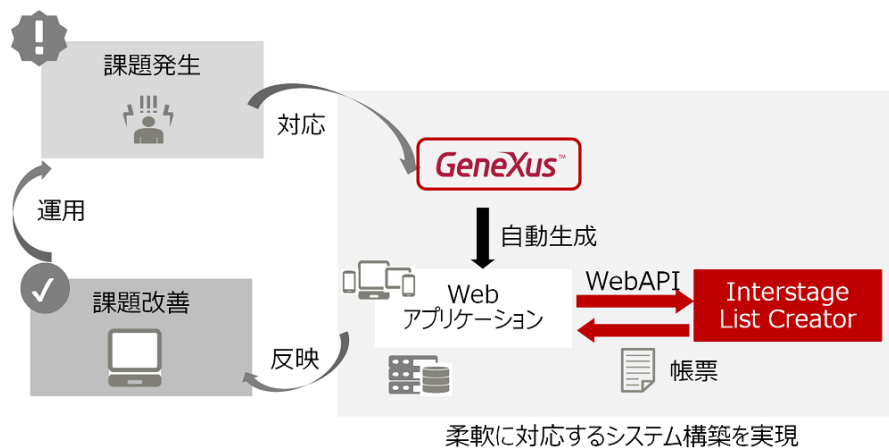 課題発生
対応
GeneXus™
運用
自動生成
WebAPI
課題改善
Web
アプリケーション
Interstage
List Creator
反映
帳票
柔軟に対応するシステム構築を実現